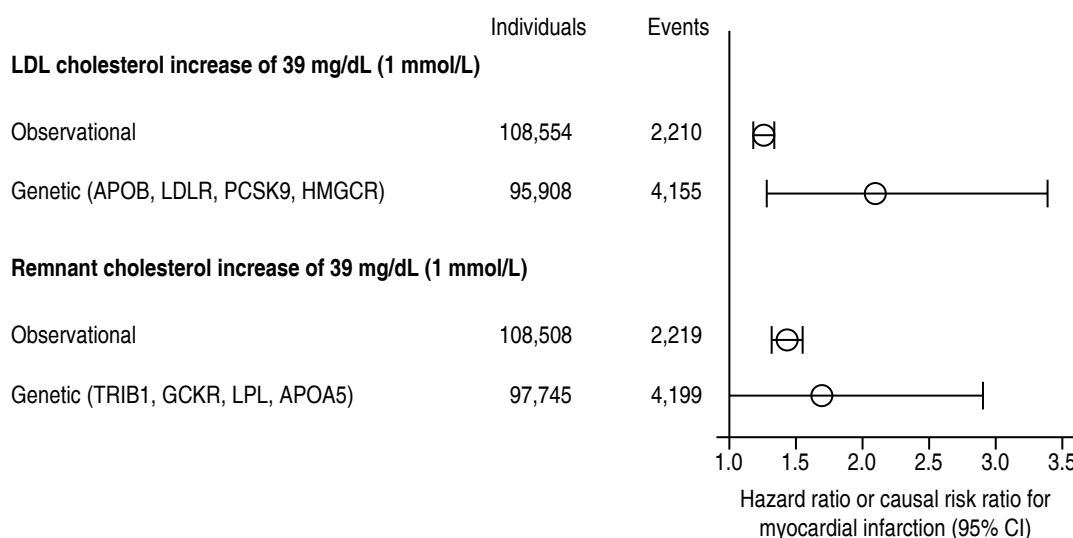 Individuals Events
LDL cholesterol increase of 39 mg/dL (1 mmol/L)
Observational 108,554 2,210
Genetic (APOB, LDLR, PCSK9, HMGCR) 95,908 4,155
Remnant cholesterol increase of 39 mg/dL (1 mmol/L)
Observational 108,508 2,219
Genetic (TRIB1, GCKR, LPL, APOA5) 97,745 4,199
1.0 1.5 2.0 2.5 3.0 3.5
Hazard ratio or causal risk ratio for
myocardial infarction (95% CI)